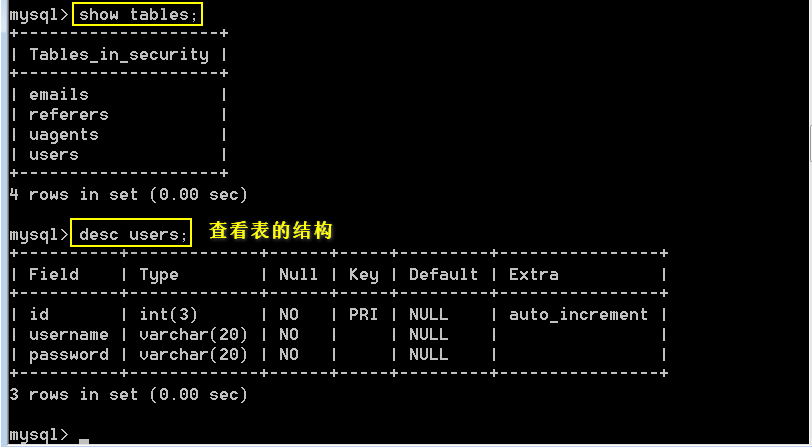 mysql> show tables;
+--------------------+
| Tables_in_security |
+--------------------+
| emails             |
| referers           |
| uagents            |
| users              |
+--------------------+
4 rows in set (0.00 sec)
mysql> desc users; 查看表的结构
+----------+-------------+------+-----+---------+----------------+
| Field    | Type        | Null | Key | Default | Extra          |
+----------+-------------+------+-----+---------+----------------+
| id       | int(3)      | NO   | PRI | NULL    | auto_increment |
| username | varchar(20) | NO   |     | NULL    |                |
| password | varchar(20) | NO   |     | NULL    |                |
+----------+-------------+------+-----+---------+----------------+
3 rows in set (0.00 sec)
mysql> _